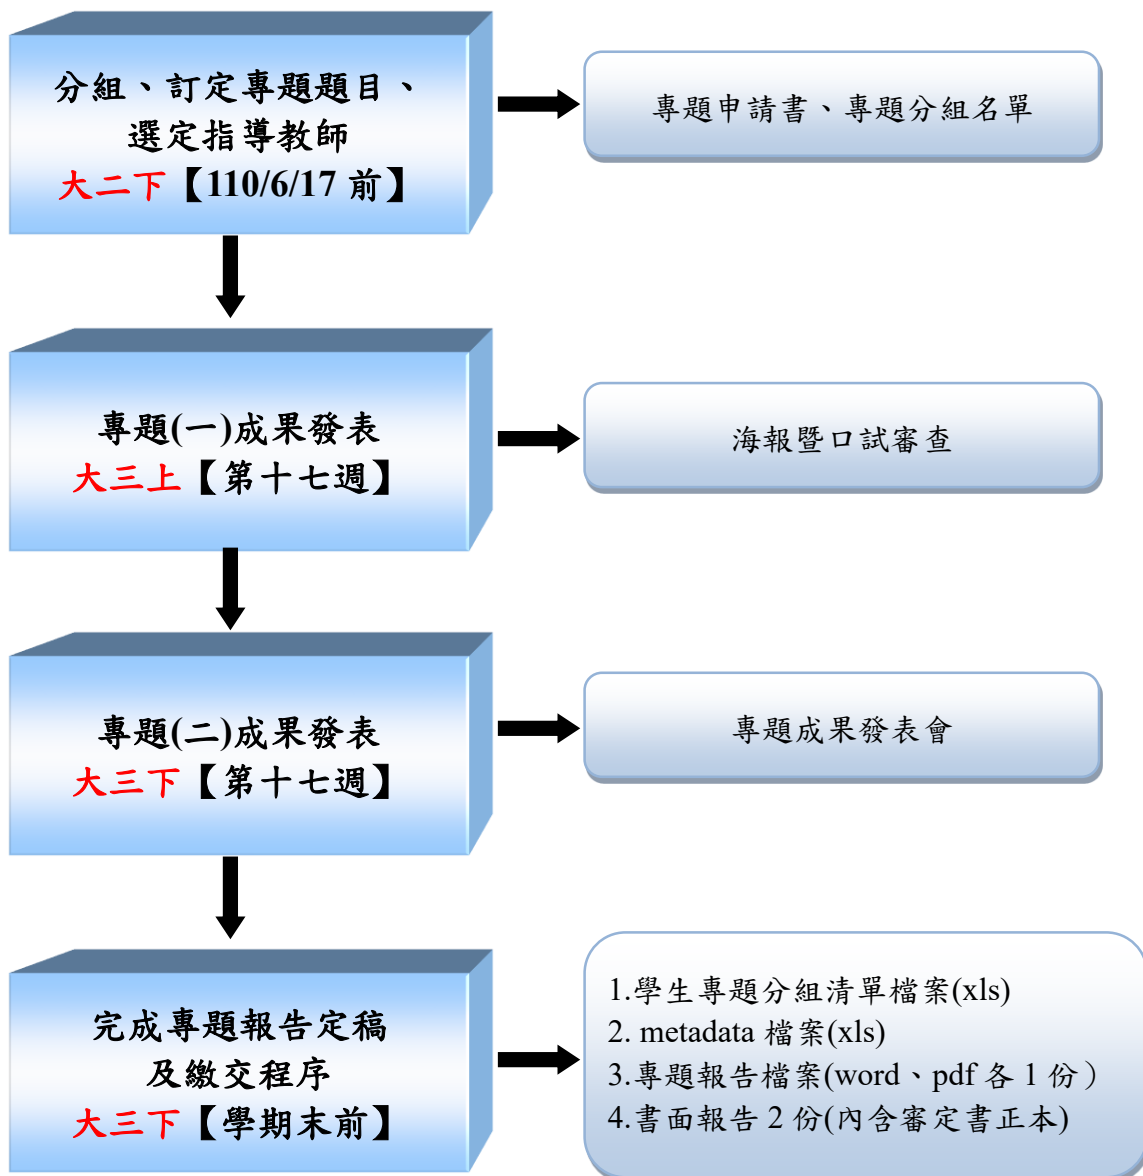 分組、訂定專題題目、
選定指導教師
大二下【110/6/17 前】
專題申請書、專題分組名單
專題(一)成果發表
大三上【第十七週】
海報暨口試審查
專題(二)成果發表
大三下【第十七週】
專題成果發表會
完成專題報告定稿
及繳交程序
大三下【學期末前】
1.學生專題分組清單檔案(xls)
2. metadata 檔案(xls)
3.專題報告檔案(word、pdf 各 1 份）
4.書面報告 2 份(內含審定書正本)